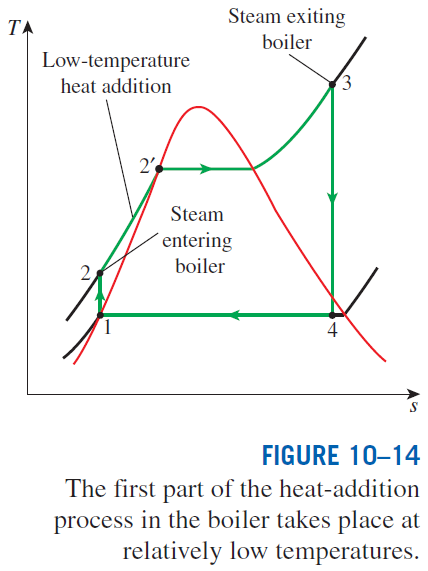 T
Steam exiting
boiler
Low-temperature
heat addition
3
2′
Steam
entering
boiler
2
1
4
s
FIGURE 10–14
The first part of the heat-addition
process in the boiler takes place at
relatively low temperatures.